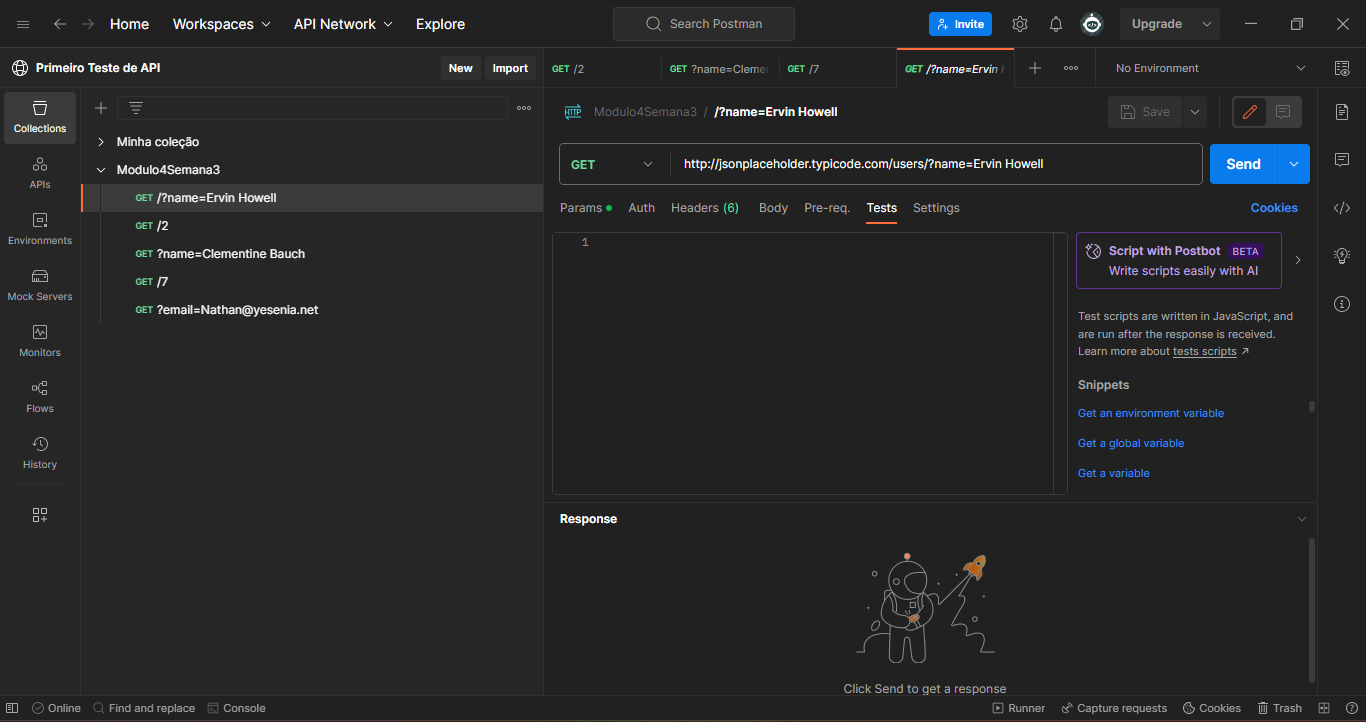 Home Workspaces API Network Explore Search Postman Invite Upgrade
Primeiro Teste de API New Import
GET /2 GET ?name=Clemen GET /7 GET /?name=Ervin H No Environment
Collections
APIs
Environments
Mock Servers
Monitors
Flows
History
Minha coleção
Modulo4Semana3
GET /?name=Ervin Howell
GET /2
GET ?name=Clementine Bauch
GET /7
GET ?email=Nathan@yesenia.net
HTTP Modulo4Semana3 / /?name=Ervin Howell Save
GET http://jsonplaceholder.typicode.com/users/?name=Ervin Howell Send
Params Auth Headers (6) Body Pre-req. Tests Settings Cookies
1
Script with Postbot BETA
Write scripts easily with AI
Test scripts are written in JavaScript, and
are run after the response is received.
Learn more about tests scripts ↗
Snippets
Get an environment variable
Get a global variable
Get a variable
Response
Click Send to get a response
Online Find and replace Console Runner Capture requests Cookies Trash